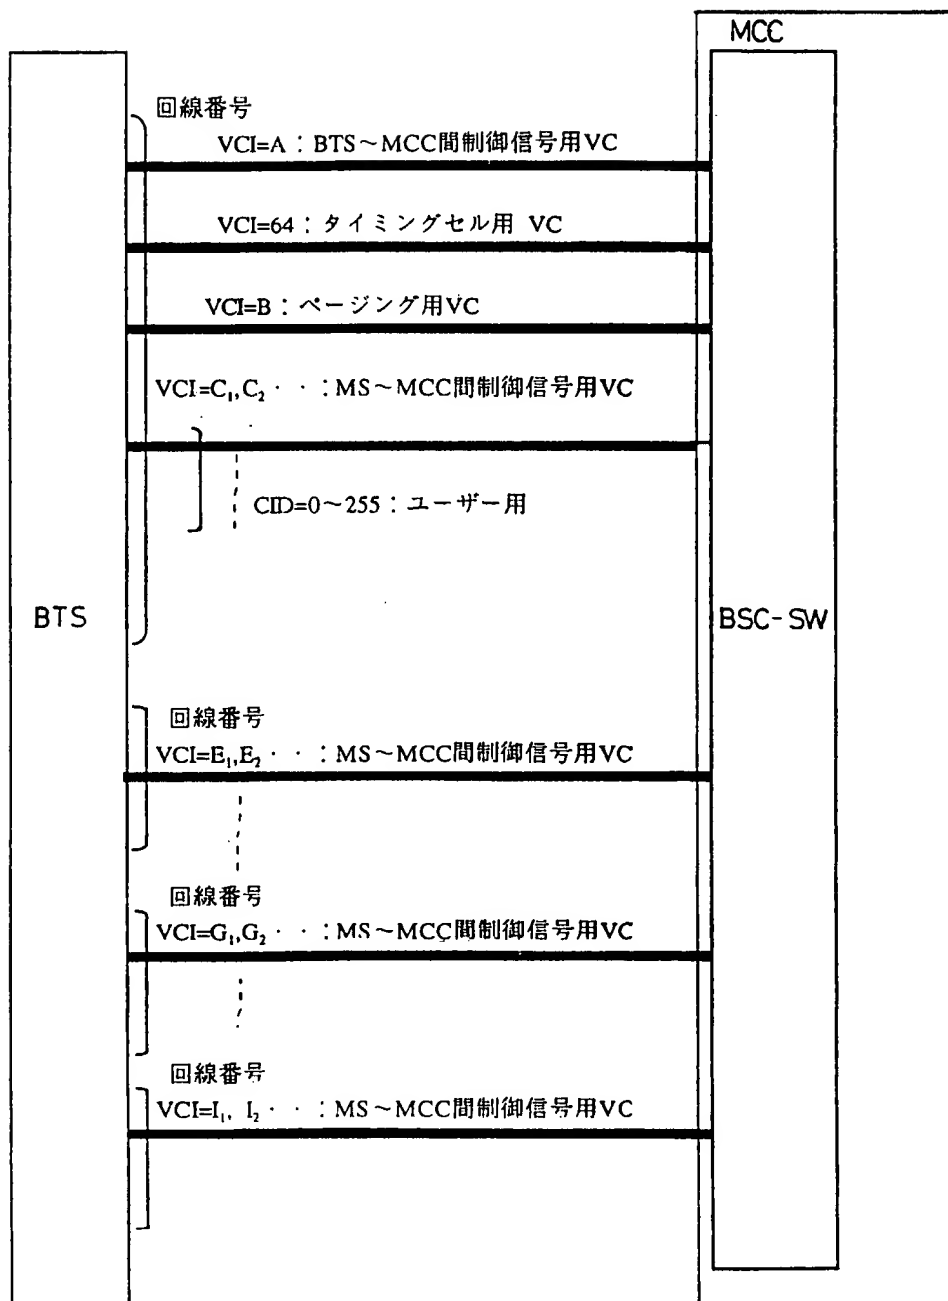 MCC
回線番号
VCI=A：BTS～MCC間制御信号用VC
VCI=64：タイミングセル用 VC
VCI=B：ページング用VC
VCI=C₁,C₂・・：MS～MCC間制御信号用VC
CID=0～255：ユーザー用
BTS
BSC-SW
回線番号
VCI=E₁,E₂・・：MS～MCC間制御信号用VC
回線番号
VCI=G₁,G₂・・：MS～MCC間制御信号用VC
回線番号
VCI=I₁, I₂・・：MS～MCC間制御信号用VC